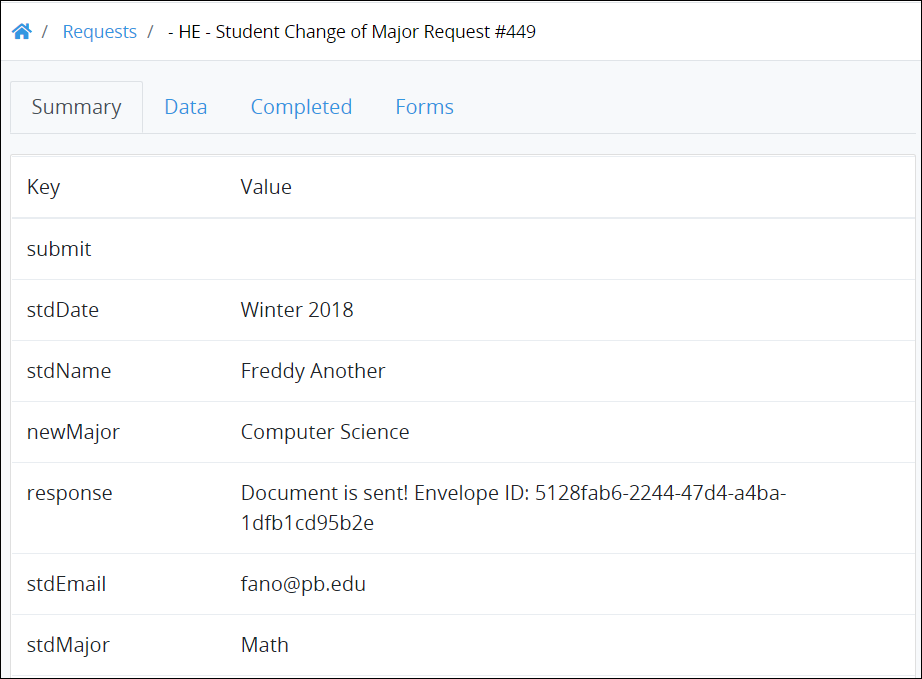 / Requests / - HE - Student Change of Major Request #449
Summary Data Completed Forms
Key Value
submit
stdDate Winter 2018
stdName Freddy Another
newMajor Computer Science
response Document is sent! Envelope ID: 5128fab6-2244-47d4-a4ba-
1dfb1cd95b2e
stdEmail fano@pb.edu
stdMajor Math